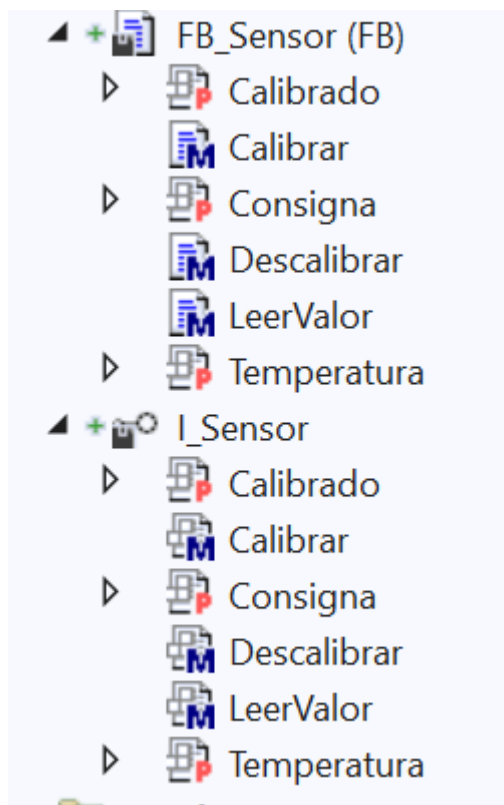 FB_Sensor (FB)
Calibrado
Calibrar
Consigna
Descalibrar
LeerValor
Temperatura
I_Sensor
Calibrado
Calibrar
Consigna
Descalibrar
LeerValor
Temperatura